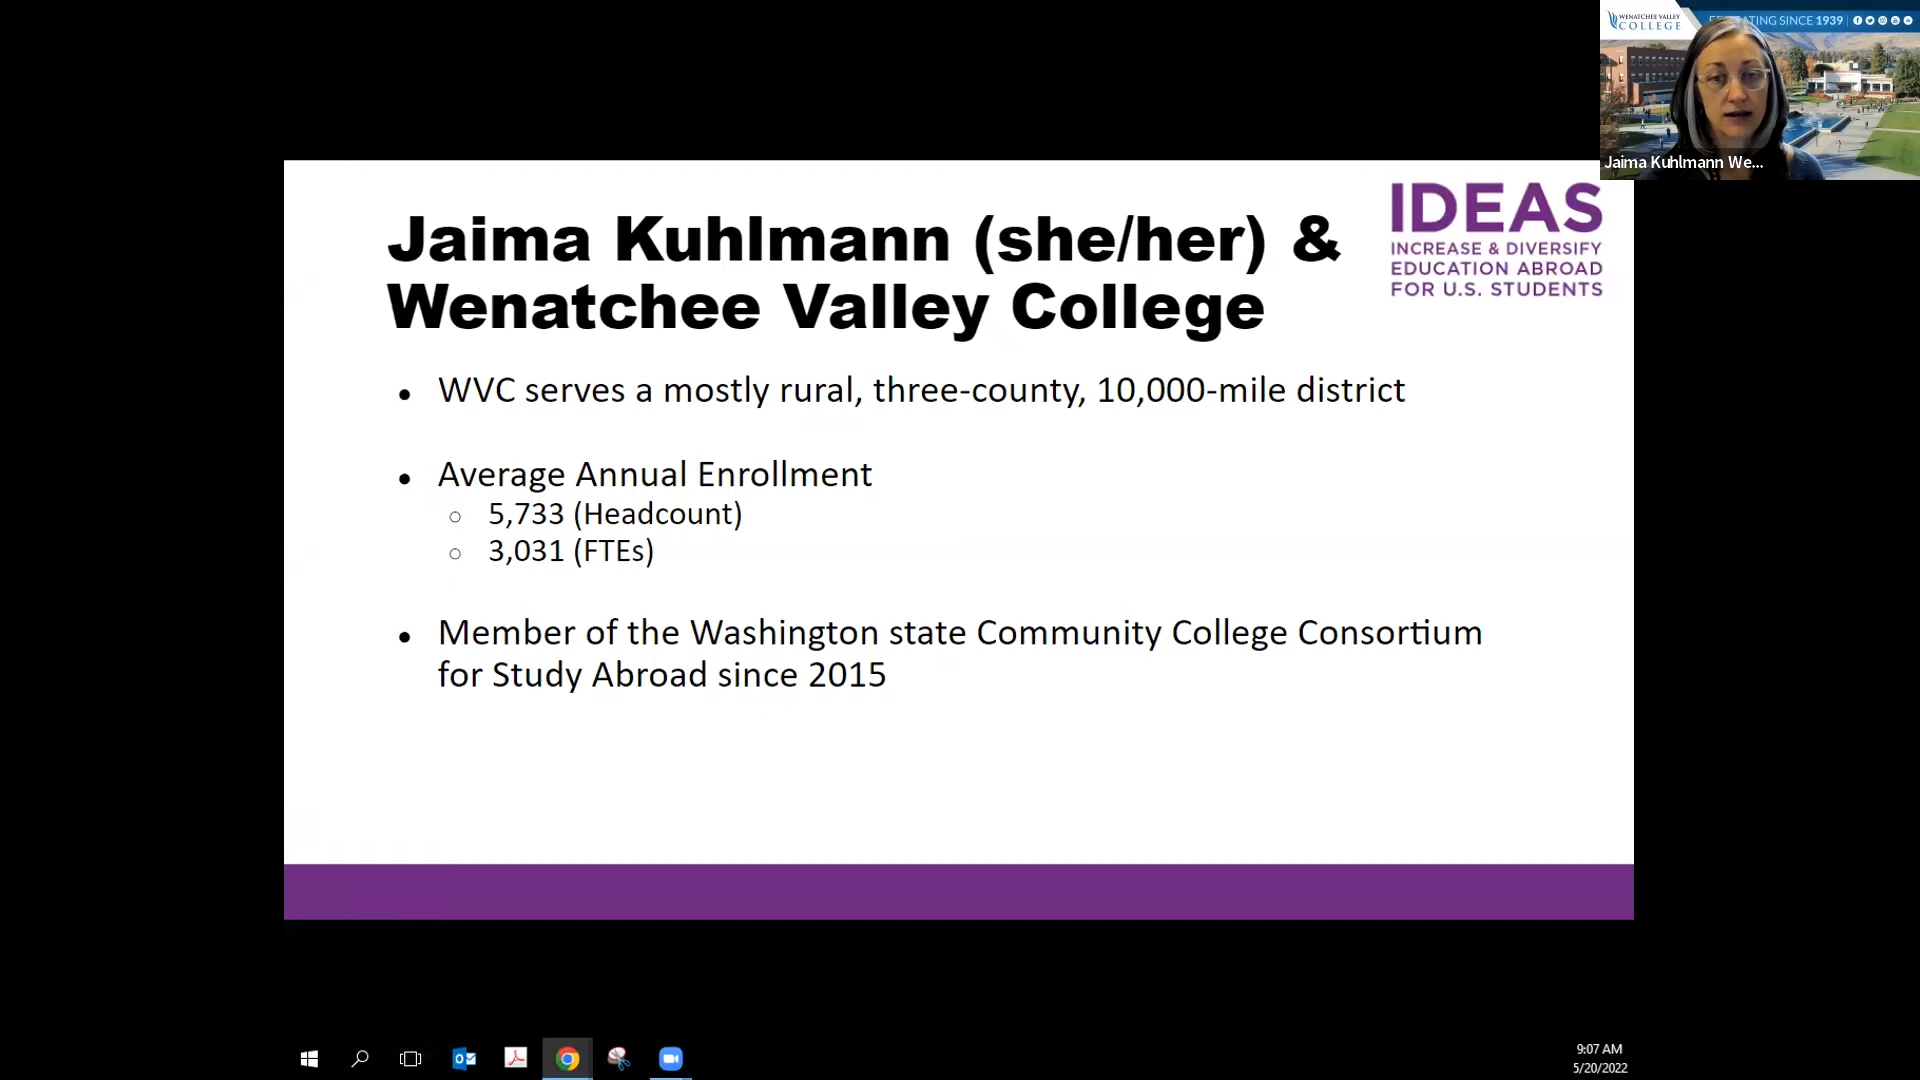 WENATCHEE VALLEY
COLLEGE
SINCE 1939
Jaima Kuhlmann We...
IDEAS
INCREASE & DIVERSIFY
EDUCATION ABROAD
FOR U.S. STUDENTS
Jaima Kuhlmann (she/her) &
Wenatchee Valley College
• WVC serves a mostly rural, three-county, 10,000-mile district
• Average Annual Enrollment
○ 5,733 (Headcount)
○ 3,031 (FTEs)
• Member of the Washington state Community College Consortium
for Study Abroad since 2015
9:07 AM
5/20/2022